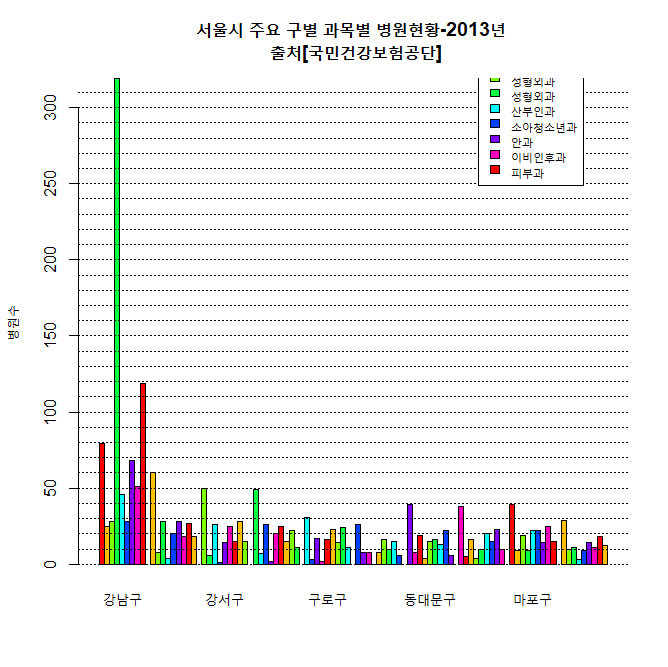 서울시 주요 구별 과목별 병원현황-2013년
출처[국민건강보험공단]
성형외과
성형외과
산부인과
소아청소년과
안과
이비인후과
피부과
병원수
300
250
200
150
100
50
0
강남구 강서구 구로구 동대문구 마포구